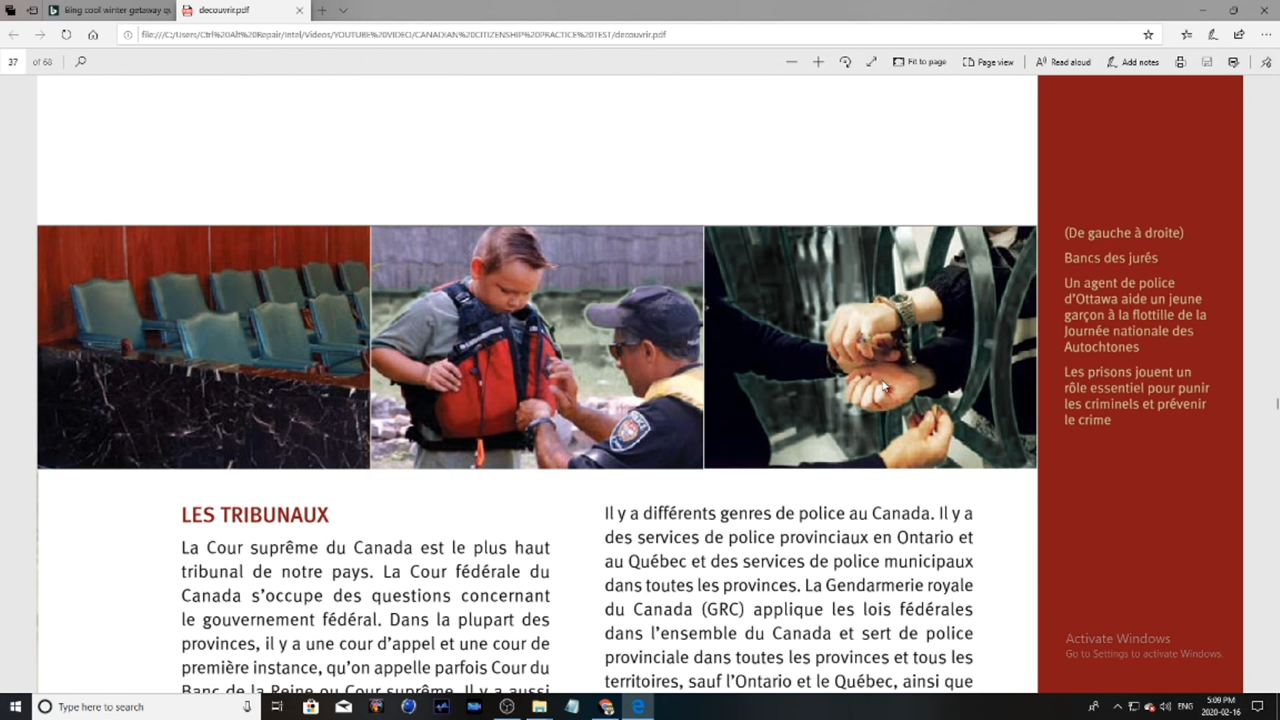 Bing cool winter getaway qu
decouvrir.pdf
file:///C:/Users/Ctrl%20Alt%20Repair/Intel/Videos/YOUTUBE%20VIDEO/CANADIAN%20CITIZENSHIP%20PRACTICE%20TEST/decouvrir.pdf
37 of 68
Fit to page
Page view
Read aloud
Add notes
(De gauche à droite)
Bancs des jurés
Un agent de police
d'Ottawa aide un jeune
garçon à la flottille de la
Journée nationale des
Autochtones
Les prisons jouent un
rôle essentiel pour punir
les criminels et prévenir
le crime
LES TRIBUNAUX
La Cour suprême du Canada est le plus haut
tribunal de notre pays. La Cour fédérale du
Canada s'occupe des questions concernant
le gouvernement fédéral. Dans la plupart des
provinces, il y a une cour d'appel et une cour de
première instance, qu'on appelle parfois Cour du
Banc de la Reine ou Cour suprême. Il y a aussi
Il y a différents genres de police au Canada. Il y a
des services de police provinciaux en Ontario et
au Québec et des services de police municipaux
dans toutes les provinces. La Gendarmerie royale
du Canada (GRC) applique les lois fédérales
dans l'ensemble du Canada et sert de police
provinciale dans toutes les provinces et tous les
territoires, sauf l'Ontario et le Québec, ainsi que
Activate Windows
Go to Settings to activate Windows.
Type here to search
ENG
5:09 PM
2020-02-16